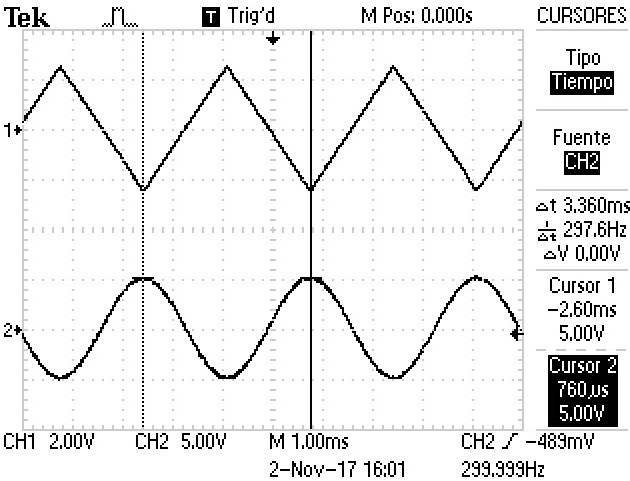 Tek T Trig'd M Pos: 0.000s CURSORES
Tipo
Tiempo
1
Fuente
CH2
Δt 3.360ms
1/Δt 297.6Hz
ΔV 0.00V
Cursor 1
-2.60ms
5.00V
2
Cursor 2
760µs
5.00V
CH1 2.00V CH2 5.00V M 1.00ms CH2 ∕ -489mV
2-Nov-17 16:01 299.999Hz